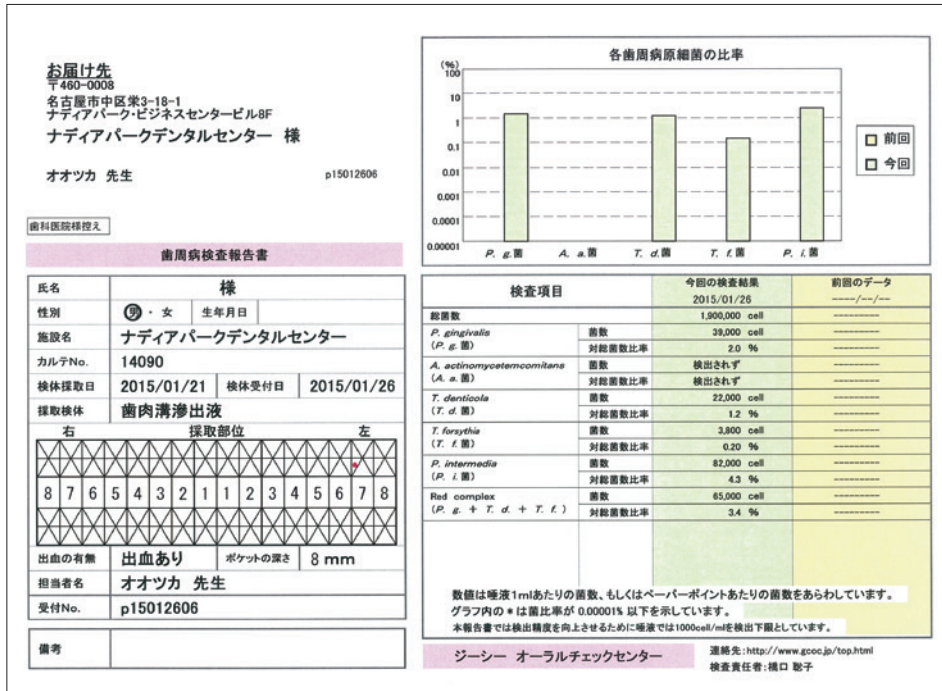 お届け先
〒460-0008
名古屋市中区栄3-18-1
ナディアパーク・ビジネスセンタービル8F
ナディアパークデンタルセンター 様
オオツカ 先生 p15012606
歯科医院様控え
歯周病検査報告書
氏名 様
性別 男・女 生年月日
施設名 ナディアパークデンタルセンター
カルテNo. 14090
検体採取日 2015/01/21 検体受付日 2015/01/26
採取検体 歯肉溝滲出液
右 採取部位 左
8 7 6 5 4 3 2 1 1 2 3 4 5 6 7 8
出血の有無 出血あり ポケットの深さ 8 mm
担当者名 オオツカ 先生
受付No. p15012606
備考
各歯周病原細菌の比率
(%)
100
10
1
0.1
0.01
0.001
0.0001
0.00001
P. g.菌 A. a.菌 T. d.菌 T. f.菌 P. i.菌
前回
今回
検査項目 今回の検査結果 前回のデータ
2015/01/26 ----/--/--
総菌数 1,900,000 cell ---------
P. gingivalis 菌数 39,000 cell ---------
(P. g. 菌) 対総菌数比率 2.0 % ---------
A. actinomycetemcomitans 菌数 検出されず ---------
(A. a. 菌) 対総菌数比率 検出されず ---------
T. denticola 菌数 22,000 cell ---------
(T. d. 菌) 対総菌数比率 1.2 % ---------
T. forsythia 菌数 3,800 cell ---------
(T. f. 菌) 対総菌数比率 0.20 % ---------
P. intermedia 菌数 82,000 cell ---------
(P. i. 菌) 対総菌数比率 4.3 % ---------
Red complex 菌数 65,000 cell ---------
(P. g. + T. d. + T. f. ) 対総菌数比率 3.4 % ---------
数値は唾液1mlあたりの菌数、もしくはペーパーポイントあたりの菌数をあらわしています。
グラフ内の * は菌比率が 0.00001% 以下を示しています。
本報告書では検出精度を向上させるために唾液では1000cell/mlを検出下限としています。
ジーシー オーラルチェックセンター
連絡先:http://www.gcoc.jp/top.html
検査責任者:橋口 聡子